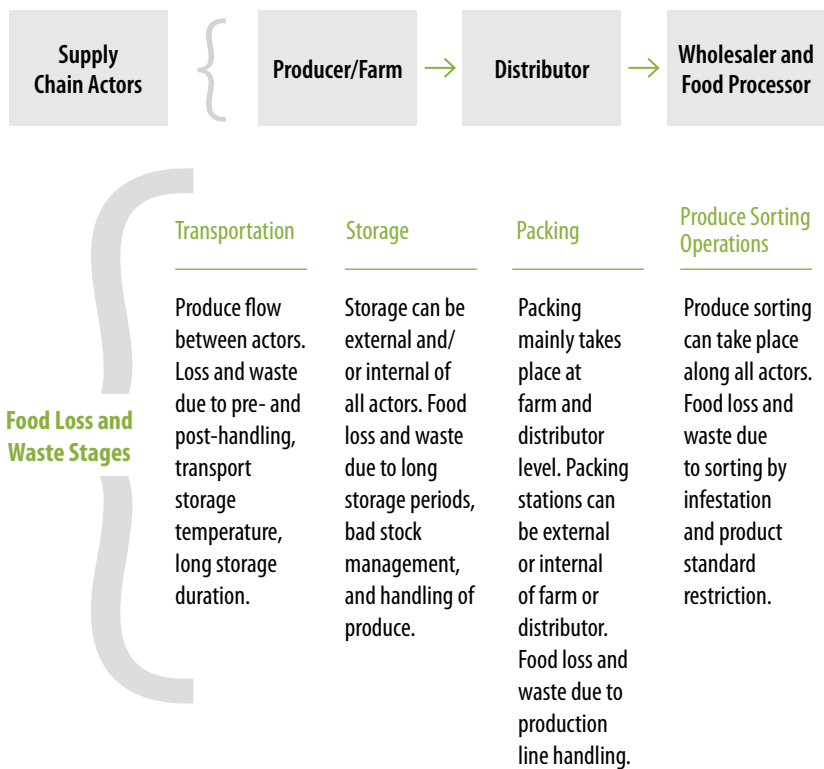 Supply
Chain Actors
Producer/Farm
Distributor
Wholesaler and
Food Processor
Food Loss and
Waste Stages
Transportation
Produce flow
between actors.
Loss and waste
due to pre- and
post-handling,
transport
storage
temperature,
long storage
duration.
Storage
Storage can be
external and/
or internal of
all actors. Food
loss and waste
due to long
storage periods,
bad stock
management,
and handling of
produce.
Packing
Packing
mainly takes
place at
farm and
distributor
level. Packing
stations can
be external
or internal
of farm or
distributor.
Food loss and
waste due to
production
line handling.
Produce Sorting
Operations
Produce sorting
can take place
along all actors.
Food loss and
waste due
to sorting by
infestation
and product
standard
restriction.